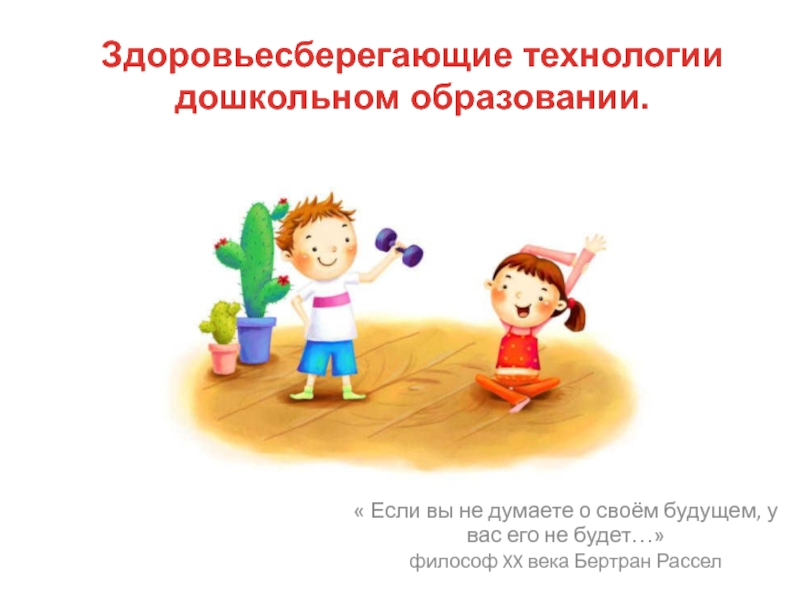 Здоровьесберегающие технологии
дошкольном образовании.
« Если вы не думаете о своём будущем, у
вас его не будет…»
философ XX века Бертран Рассел